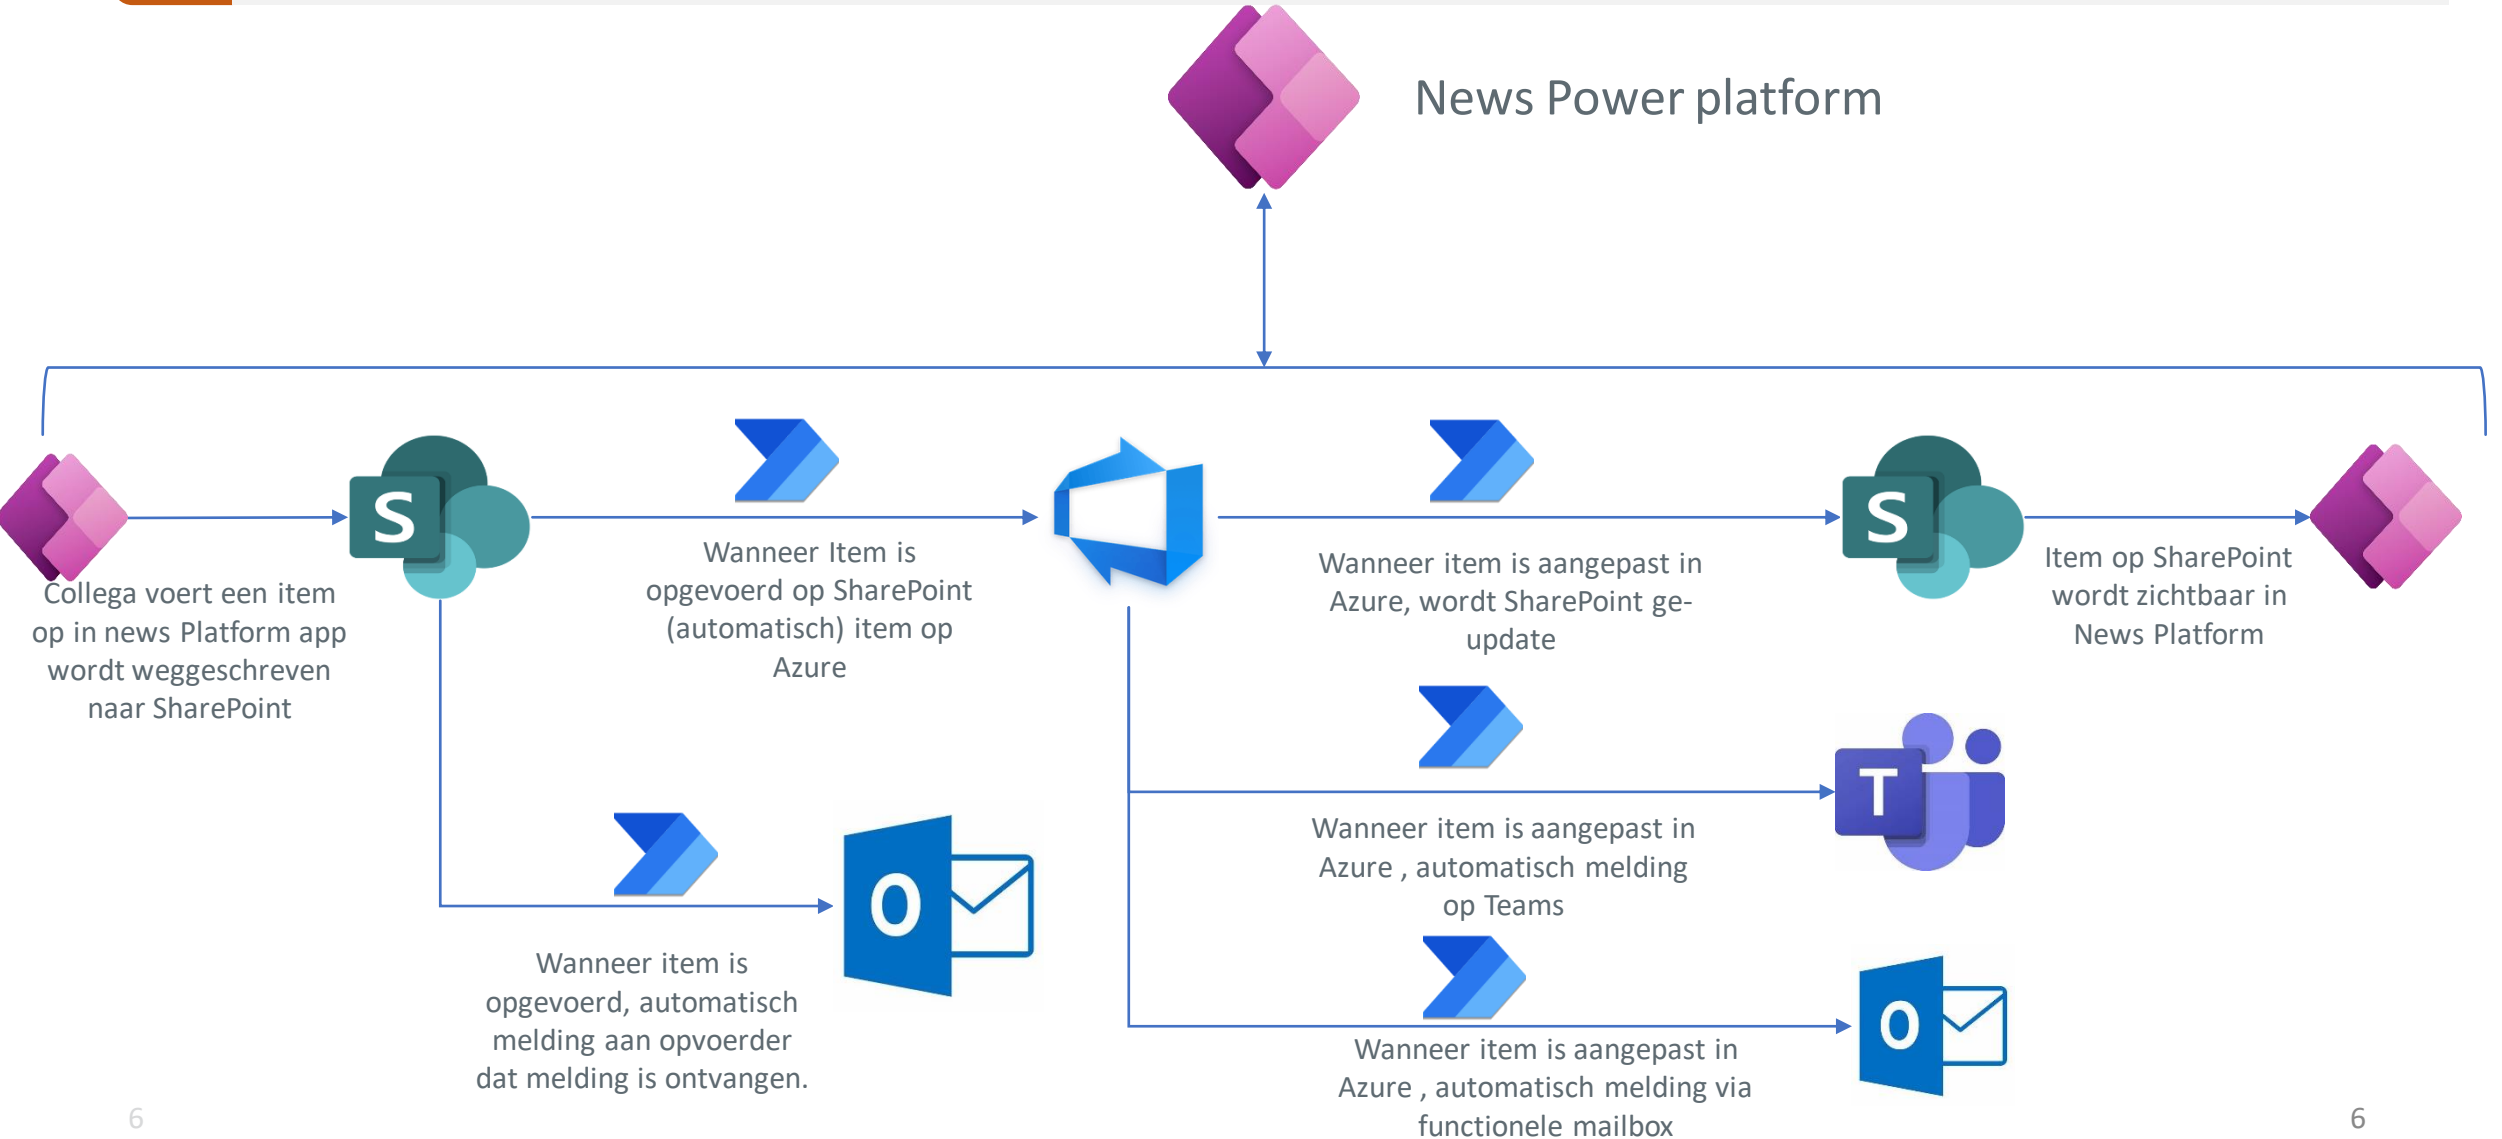 News Power platform
Collega voert een item
op in news Platform app
wordt weggeschreven
naar SharePoint
S
Wanneer Item is
opgevoerd op SharePoint
(automatisch) item op
Azure
Wanneer item is aangepast in
Azure, wordt SharePoint ge-
update
S
Item op SharePoint
wordt zichtbaar in
News Platform
Wanneer item is
opgevoerd, automatisch
melding aan opvoerder
dat melding is ontvangen.
O
Wanneer item is aangepast in
Azure , automatisch melding
op Teams
T
Wanneer item is aangepast in
Azure , automatisch melding via
functionele mailbox
O
6
6